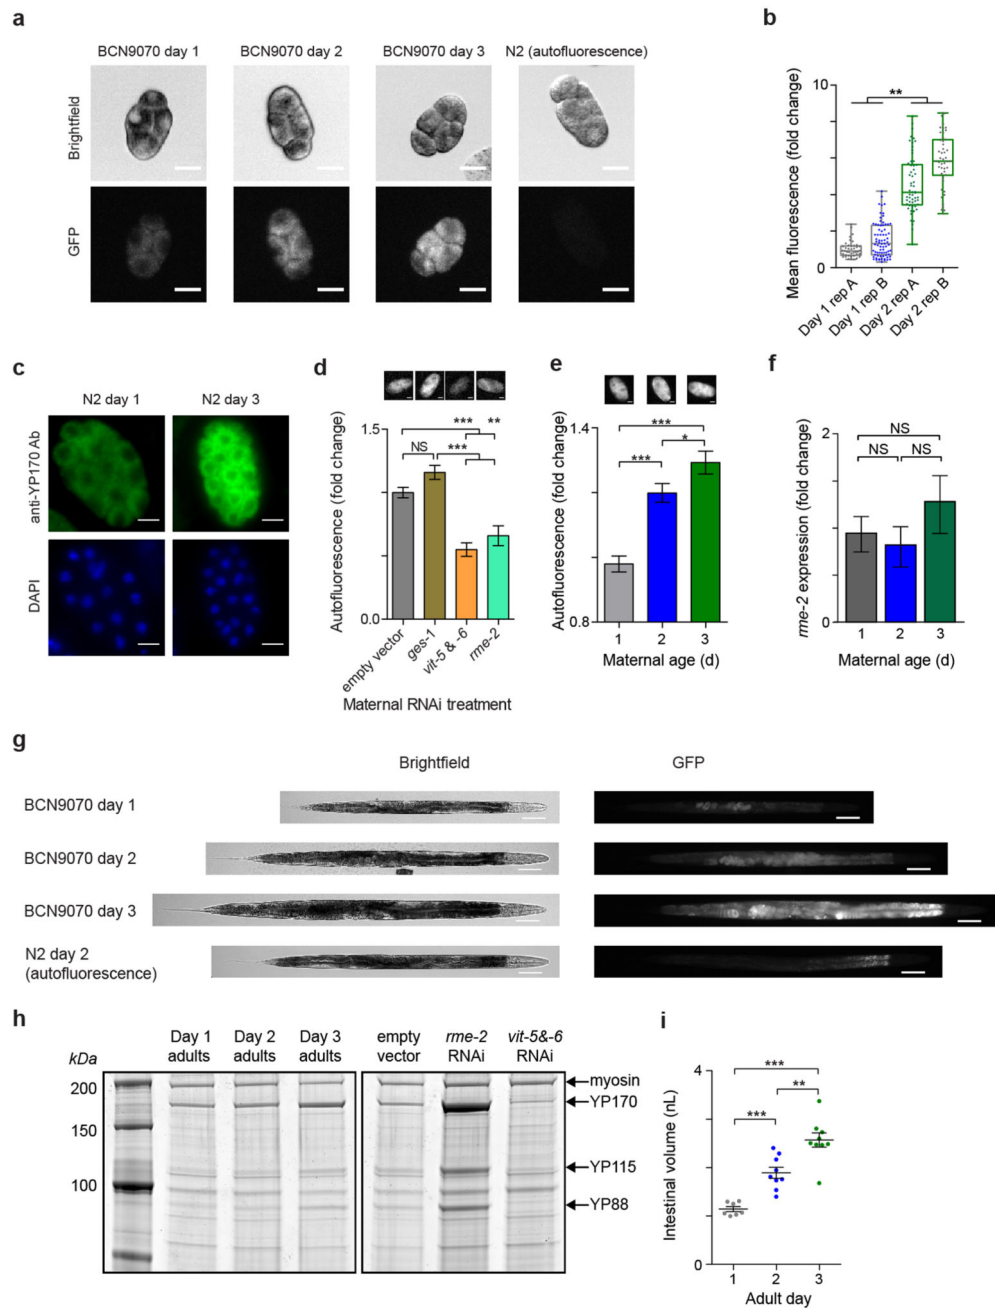 a
BCN9070 day 1
BCN9070 day 2
BCN9070 day 3
N2 (autofluorescence)
Brightfield
GFP
b
Mean fluorescence (fold change)
10
0
**
Day 1 rep A
Day 1 rep B
Day 2 rep A
Day 2 rep B
c
N2 day 1
N2 day 3
anti-YP170 Ab
DAPI
d
Autofluorescence (fold change)
1.5
0.0
*** **
NS ***
empty vector
ges-1
vit-5 & -6
rme-2
Maternal RNAi treatment
e
Autofluorescence (fold change)
1.4
0.8
***
*** *
1 2 3
Maternal age (d)
f
rme-2 expression (fold change)
2
1
0
NS
NS NS
1 2 3
Maternal age (d)
g
Brightfield GFP
BCN9070 day 1
BCN9070 day 2
BCN9070 day 3
N2 day 2
(autofluorescence)
h
kDa
200
150
100
Day 1
adults
Day 2
adults
Day 3
adults
empty
vector
rme-2
RNAi
vit-5&-6
RNAi
myosin
YP170
YP115
YP88
i
Intestinal volume (nL)
4
0
***
**
***
1 2 3
Adult day